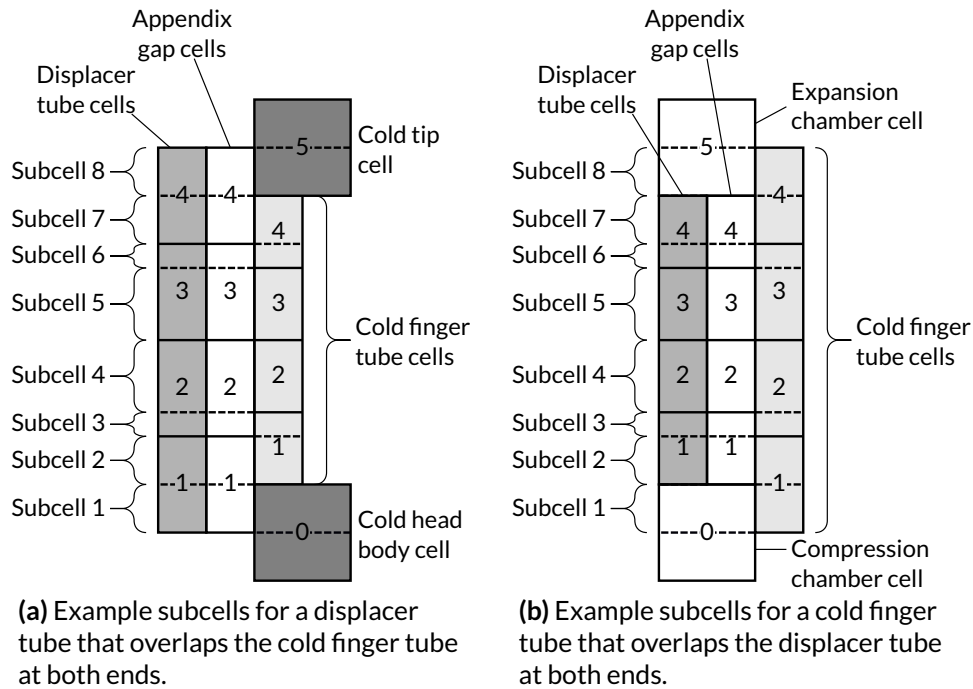 Appendix
gap cells
Displacer
tube cells
Cold tip
cell
5
Subcell 8
Subcell 7
Subcell 6
Subcell 5
Subcell 4
Subcell 3
Subcell 2
Subcell 1
4 4
4
3 3 3
2 2 2
1
1 1
0
Cold finger
tube cells
Cold head
body cell
(a) Example subcells for a displacer
tube that overlaps the cold finger tube
at both ends.
Appendix
gap cells
Displacer
tube cells
Expansion
chamber cell
5
Subcell 8
Subcell 7
Subcell 6
Subcell 5
Subcell 4
Subcell 3
Subcell 2
Subcell 1
4
4 4
3 3 3
2 2 2
1 1
1
0
Cold finger
tube cells
Compression
chamber cell
(b) Example subcells for a cold finger
tube that overlaps the displacer tube
at both ends.